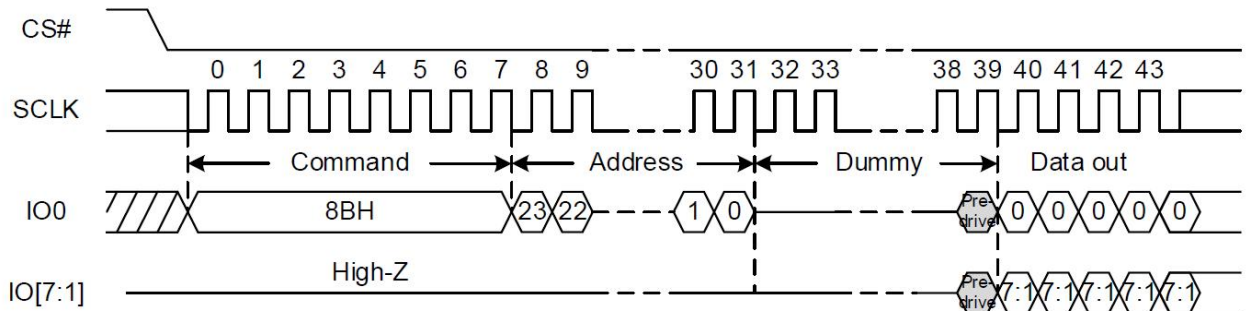 CS#
0 1 2 3 4 5 6 7 8 9 30 31 32 33 38 39 40 41 42 43
SCLK
Command Address Dummy Data out
IO0 8BH 23 22 1 0 Pre-drive 0 0 0 0 0
High-Z
IO[7:1] Pre-drive 7:1 7:1 7:1 7:1 7:1